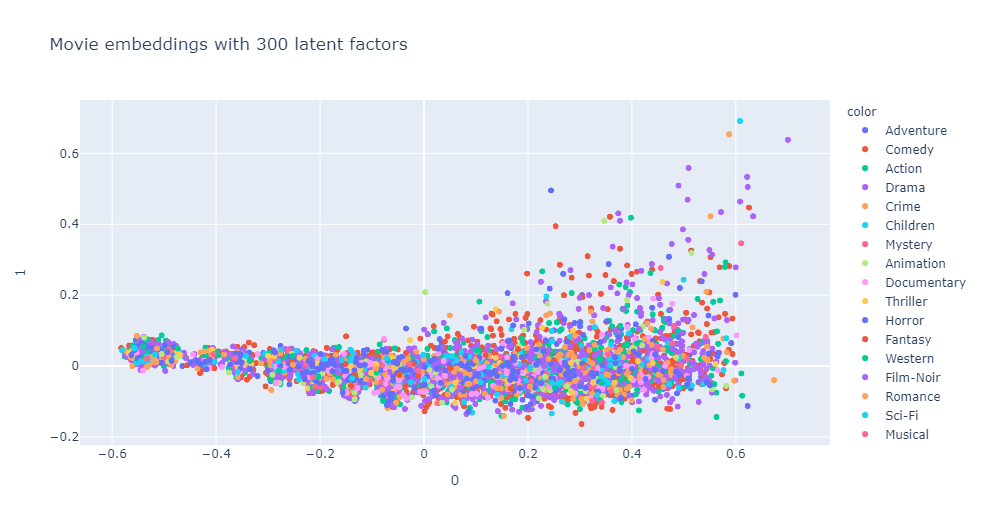 Movie embeddings with 300 latent factors
color
Adventure
Comedy
Action
Drama
Crime
Children
Mystery
Animation
Documentary
Thriller
Horror
Fantasy
Western
Film-Noir
Romance
Sci-Fi
Musical
0.6
0.4
0.2
0
−0.2
1
−0.6
−0.4
−0.2
0
0.2
0.4
0.6
0